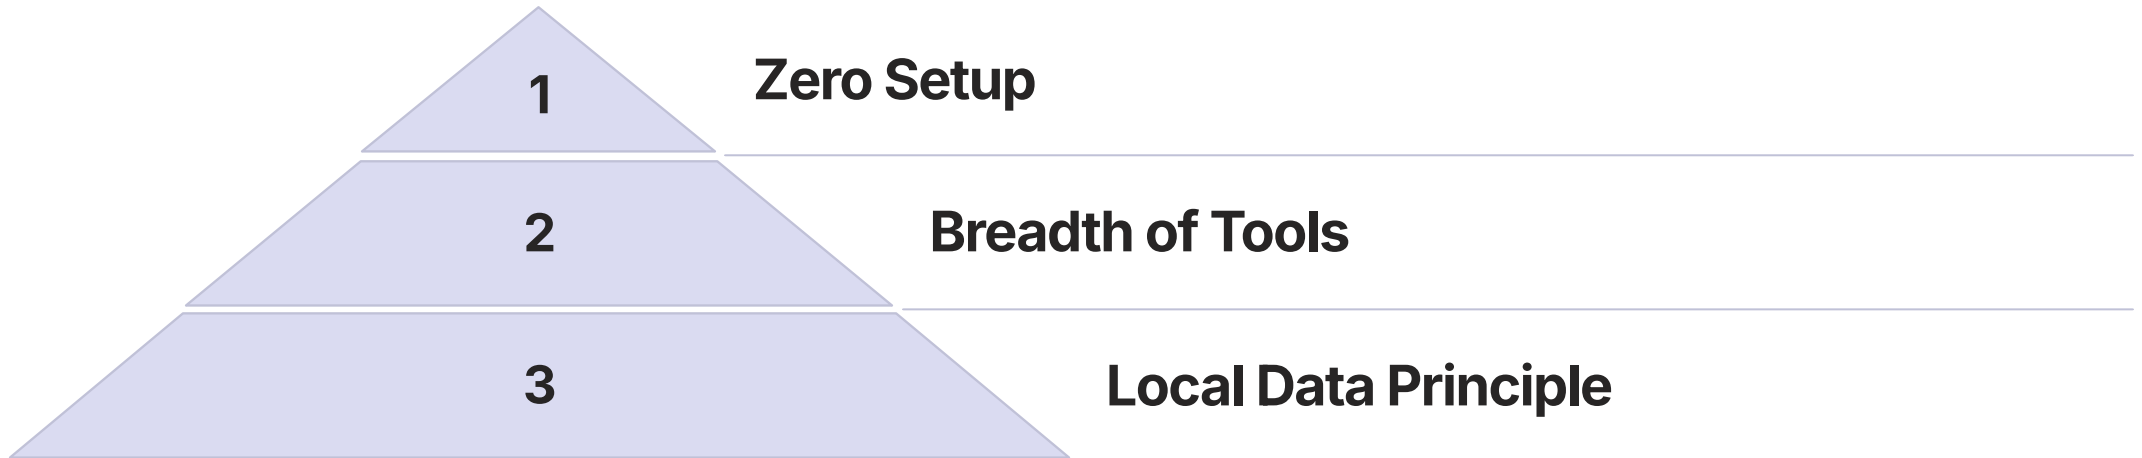 1
Zero Setup
2
Breadth of Tools
3
Local Data Principle